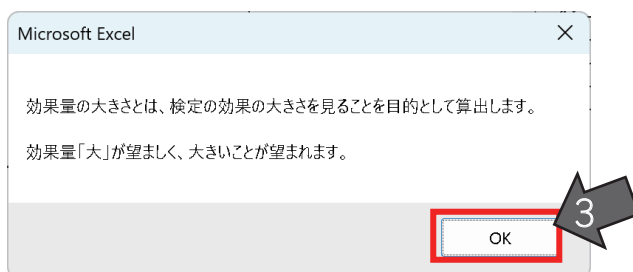 Microsoft Excel
効果量の大きさとは、検定の効果の大きさを見ることを目的として算出します。
効果量「大」が望ましく、大きいことが望まれます。
OK
3